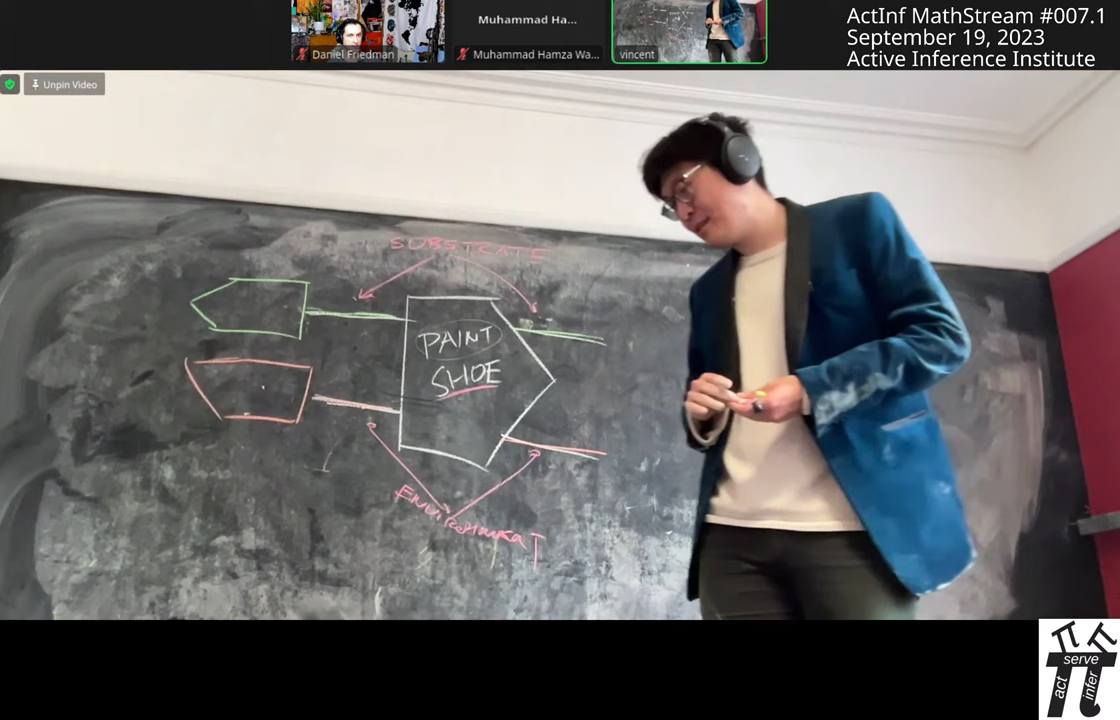 Muhammad Ha...
Daniel Friedman
Muhammad Hamza Wa...
vincent
ActInf MathStream #007.1
September 19, 2023
Active Inference Institute
Unpin Video
SUBSTRATE
PAINT
SHOE
act
serve
infer